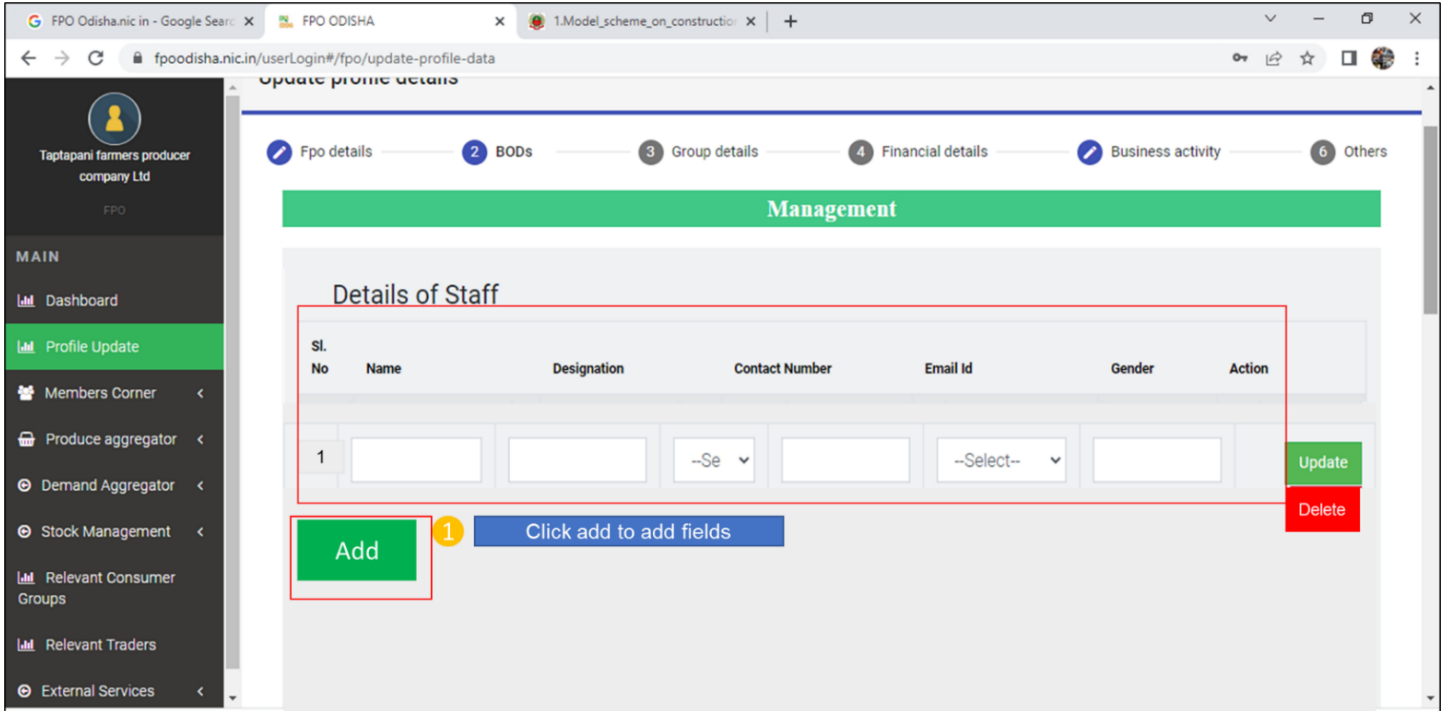 FPO Odisha.nic in - Google Searc
FPO ODISHA
1.Model_scheme_on_construction
fpoodisha.nic.in/userLogin#/fpo/update-profile-data
Update profile details
Taptapani farmers producer
company Ltd
FPO
MAIN
Dashboard
Profile Update
Members Corner
Produce aggregator
Demand Aggregator
Stock Management
Relevant Consumer
Groups
Relevant Traders
External Services
Fpo details
2 BODs
3 Group details
4 Financial details
Business activity
6 Others
Management
Details of Staff
Sl.
No Name Designation Contact Number Email Id Gender Action
1 --Se --Select-- Update
Delete
Add 1 Click add to add fields